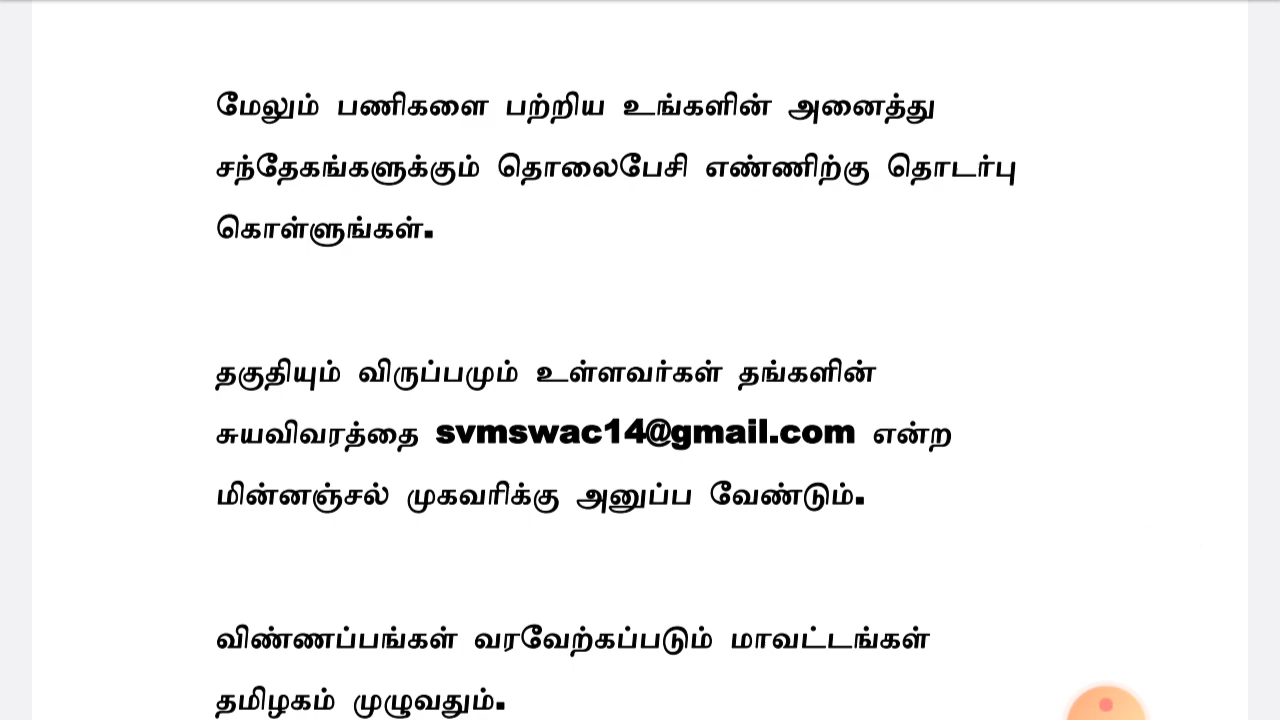 மேலும் பணிகளை பற்றிய உங்களின் அனைத்து
சந்தேகங்களுக்கும் தொலைபேசி எண்ணிற்கு தொடர்பு
கொள்ளுங்கள்.
தகுதியும் விருப்பமும் உள்ளவர்கள் தங்களின்
சுயவிவரத்தை svmswac14@gmail.com என்ற
மின்னஞ்சல் முகவரிக்கு அனுப்ப வேண்டும்.
விண்ணப்பங்கள் வரவேற்கப்படும் மாவட்டங்கள்
தமிழகம் முழுவதும்.